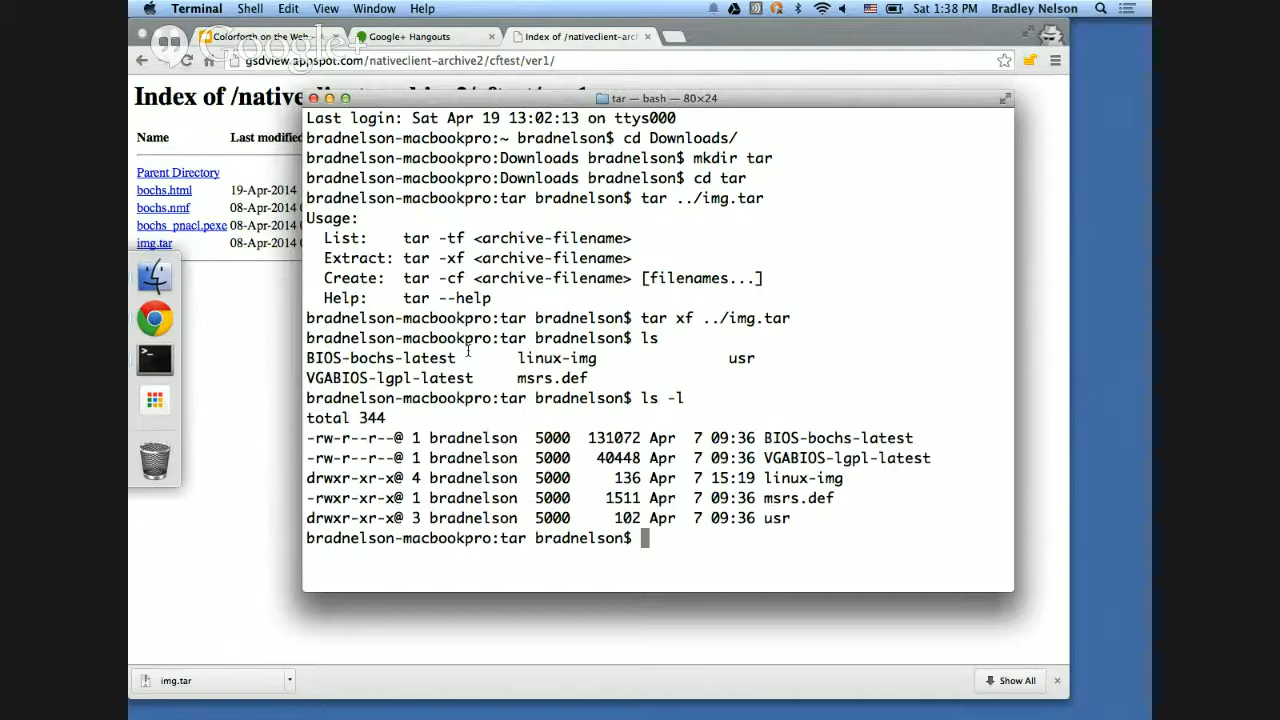 Terminal Shell Edit View Window Help Sat 1:38 PM Bradley Nelson
Google+
Colorforth on the Web Google+ Hangouts Index of /nativeclient-arc
gsdview.appspot.com/nativeclient-archive2/cftest/ver1/
Index of /native
tar — bash — 80×24
Name Last modified
Parent Directory
bochs.html 19-Apr-2014
bochs.nmf 08-Apr-2014
bochs_pnacl.pexe 08-Apr-2014
img.tar 08-Apr-2014
Last login: Sat Apr 19 13:02:13 on ttys000
bradnelson-macbookpro:~ bradnelson$ cd Downloads/
bradnelson-macbookpro:Downloads bradnelson$ mkdir tar
bradnelson-macbookpro:Downloads bradnelson$ cd tar
bradnelson-macbookpro:tar bradnelson$ tar ../img.tar
Usage:
List: tar -tf <archive-filename>
Extract: tar -xf <archive-filename>
Create: tar -cf <archive-filename> [filenames...]
Help: tar --help
bradnelson-macbookpro:tar bradnelson$ tar xf ../img.tar
bradnelson-macbookpro:tar bradnelson$ ls
BIOS-bochs-latest linux-img usr
VGABIOS-lgpl-latest msrs.def
bradnelson-macbookpro:tar bradnelson$ ls -l
total 344
-rw-r--r--@ 1 bradnelson 5000 131072 Apr 7 09:36 BIOS-bochs-latest
-rw-r--r--@ 1 bradnelson 5000 40448 Apr 7 09:36 VGABIOS-lgpl-latest
drwxr-xr-x@ 4 bradnelson 5000 136 Apr 7 15:19 linux-img
-rwxr-xr-x@ 1 bradnelson 5000 1511 Apr 7 09:36 msrs.def
drwxr-xr-x@ 3 bradnelson 5000 102 Apr 7 09:36 usr
bradnelson-macbookpro:tar bradnelson$
img.tar Show All